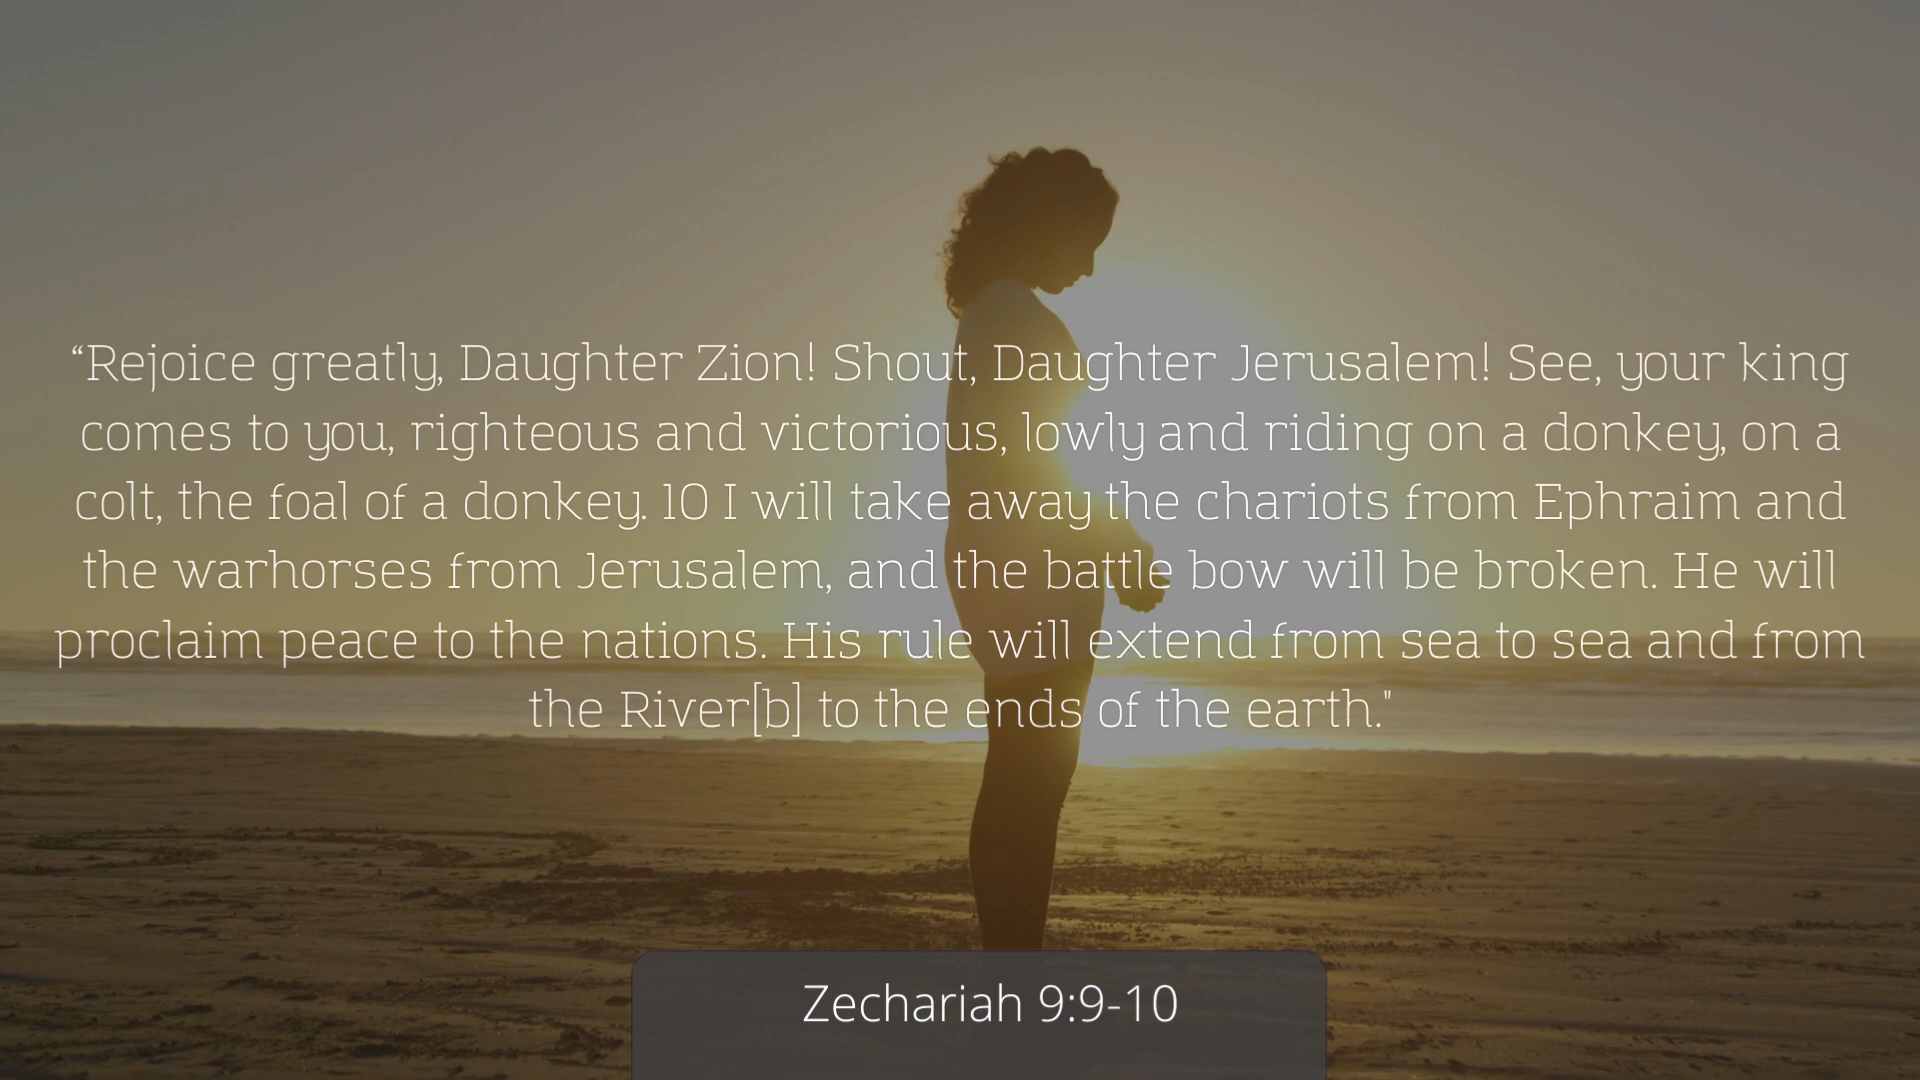 “Rejoice greatly, Daughter Zion! Shout, Daughter Jerusalem! See, your king
comes to you, righteous and victorious, lowly and riding on a donkey, on a
colt, the foal of a donkey. 10 I will take away the chariots from Ephraim and
the warhorses from Jerusalem, and the battle bow will be broken. He will
proclaim peace to the nations. His rule will extend from sea to sea and from
the River[b] to the ends of the earth."
Zechariah 9:9-10